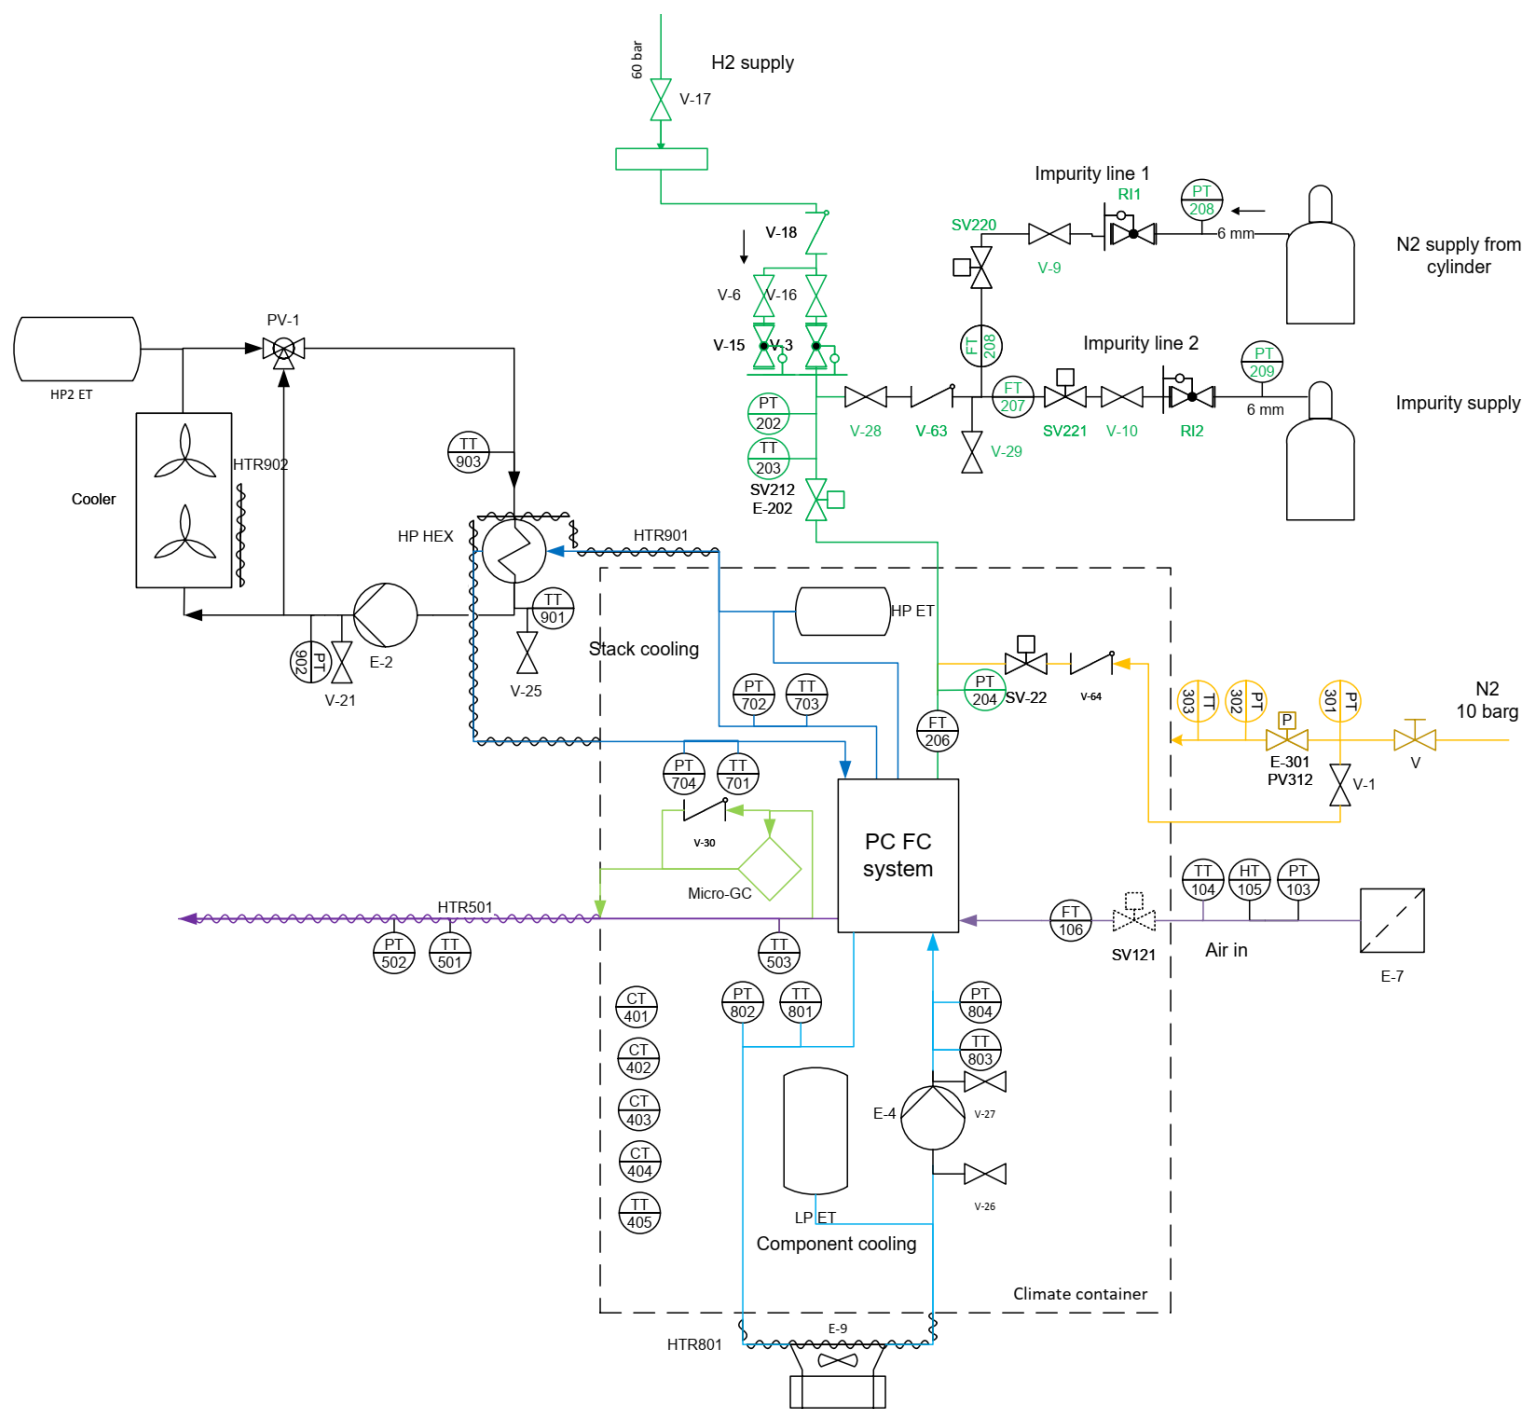 60 bar
H2 supply
V-17
Impurity line 1
RI1
PT
208
6 mm
N2 supply from
cylinder
V-18
SV220
V-9
V-6
V-16
PV-1
HP2 ET
V-15
V-3
FT
208
Impurity line 2
PT
209
6 mm
Impurity supply
PT
202
V-28
V-63
FT
207
SV221
V-10
RI2
V-29
TT
203
SV212
E-202
TT
903
HTR902
Cooler
HP HEX
HTR901
TT
901
HP ET
PT
902
V-21
E-2
V-25
Stack cooling
PT
204
SV-22
V-64
TT
303
PT
302
PT
301
N2
10 barg
P
E-301
PV312
V
V-1
PT
702
TT
703
FT
206
PT
704
TT
701
V-30
Micro-GC
PC FC
system
TT
104
HT
105
PT
103
FT
106
SV121
Air in
E-7
HTR501
PT
502
TT
501
TT
503
CT
401
CT
402
CT
403
CT
404
TT
405
PT
802
TT
801
PT
804
TT
803
E-4
V-27
V-26
LP ET
Component cooling
Climate container
HTR801
E-9